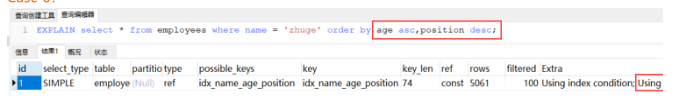 Case 6:
查询创建工具 查询编辑器
1 EXPLAIN select * from employees where name = 'zhuge' order by age asc,position desc;
信息 结果1 概况 状态
id select_type table partitio type possible_keys key key_len ref rows filtered Extra
1 SIMPLE employe (Null) ref idx_name_age_position idx_name_age_position 74 const 5061 100 Using index condition; Using